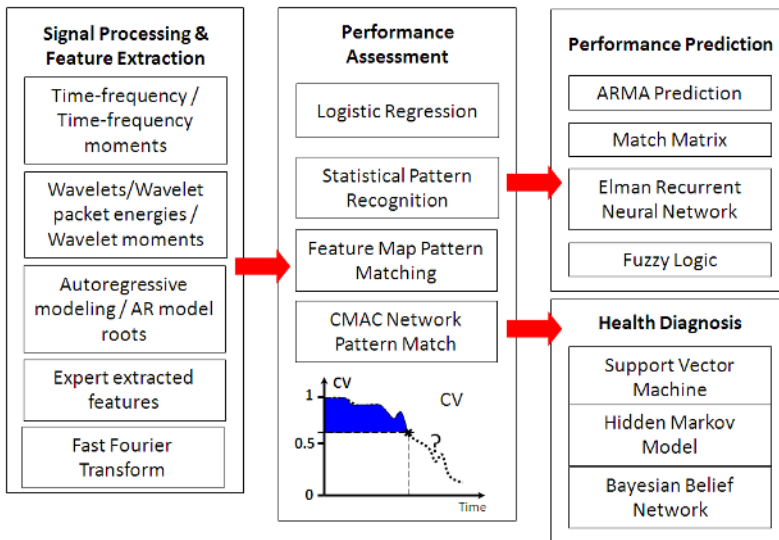 Signal Processing &
Feature Extraction
Time-frequency /
Time-frequency
moments
Wavelets/Wavelet
packet energies /
Wavelet moments
Autoregressive
modeling / AR model
roots
Expert extracted
features
Fast Fourier
Transform
Performance
Assessment
Logistic Regression
Statistical Pattern
Recognition
Feature Map Pattern
Matching
CMAC Network
Pattern Match
CV
CV
1
?
0.5
0
Time
Performance Prediction
ARMA Prediction
Match Matrix
Elman Recurrent
Neural Network
Fuzzy Logic
Health Diagnosis
Support Vector
Machine
Hidden Markov
Model
Bayesian Belief
Network